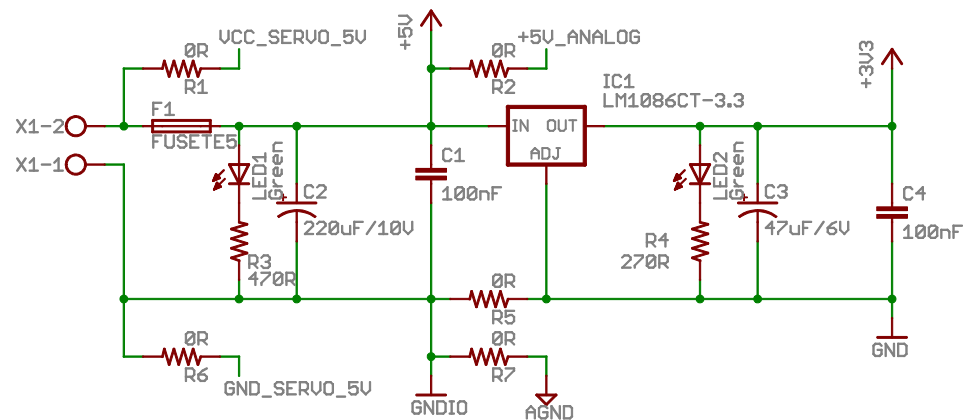 VCC_SERVO_5V
0R
R1
+5V
+5V_ANALOG
0R
R2
IC1
LM1086CT-3.3
+3V3
X1-2
F1
FUSETE5
IN OUT
ADJ
X1-1
LED1
Green
C1
100nF
LED2
Green
C2
220uF/10V
C3
47uF/6V
C4
100nF
R3
470R
R4
270R
0R
R5
0R
R6
GND_SERVO_5V
0R
R7
GNDIO
AGND
GND